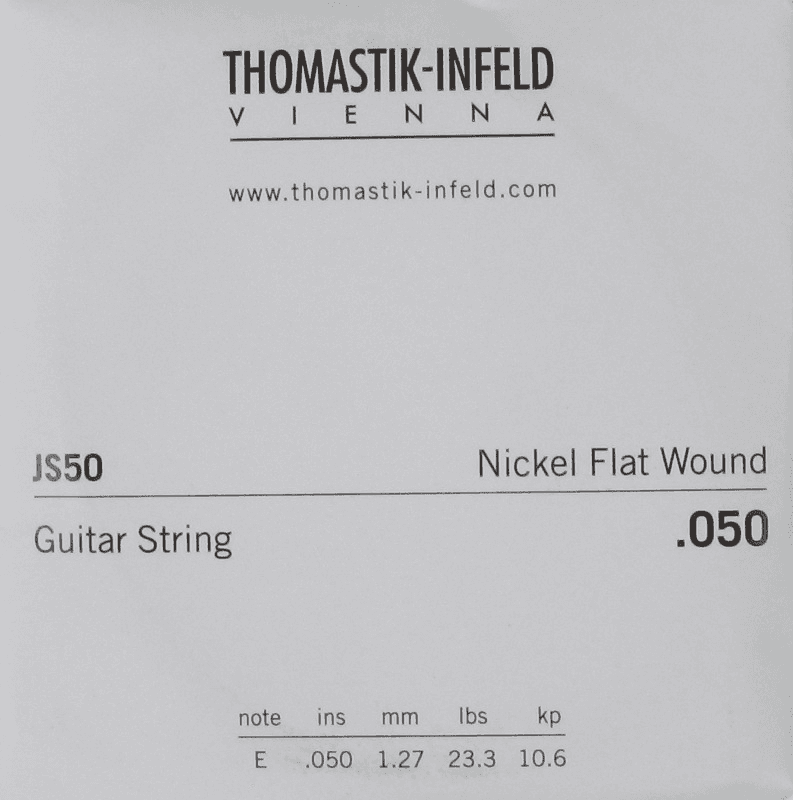 THOMASTIK-INFELD
VIENNA
www.thomastik-infeld.com
JS50 Nickel Flat Wound
Guitar String .050
note ins mm lbs kp
E .050 1.27 23.3 10.6